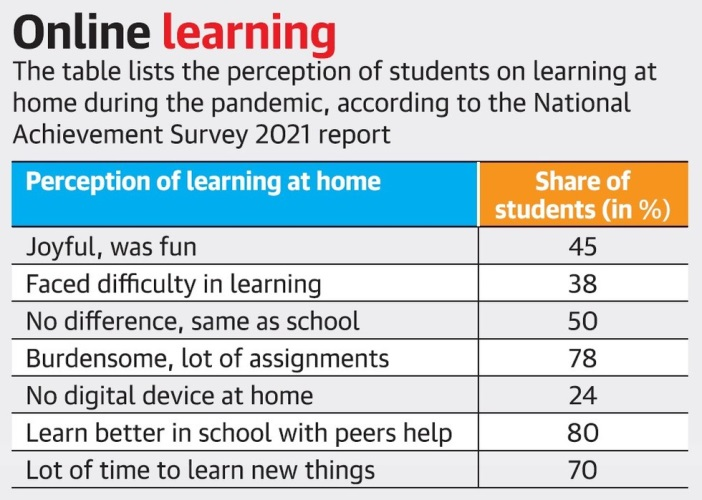 Online learning
The table lists the perception of students on learning at
home during the pandemic, according to the National
Achievement Survey 2021 report
Perception of learning at home
Share of
students (in %)
Joyful, was fun 45
Faced difficulty in learning 38
No difference, same as school 50
Burdensome, lot of assignments 78
No digital device at home 24
Learn better in school with peers help 80
Lot of time to learn new things 70